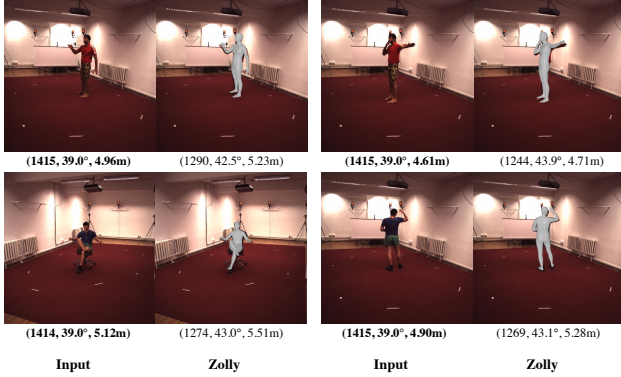 (1415, 39.0°, 4.96m) (1290, 42.5°, 5.23m) (1415, 39.0°, 4.61m) (1244, 43.9°, 4.71m)
(1414, 39.0°, 5.12m) (1274, 43.0°, 5.51m) (1415, 39.0°, 4.90m) (1269, 43.1°, 5.28m)
Input Zolly Input Zolly